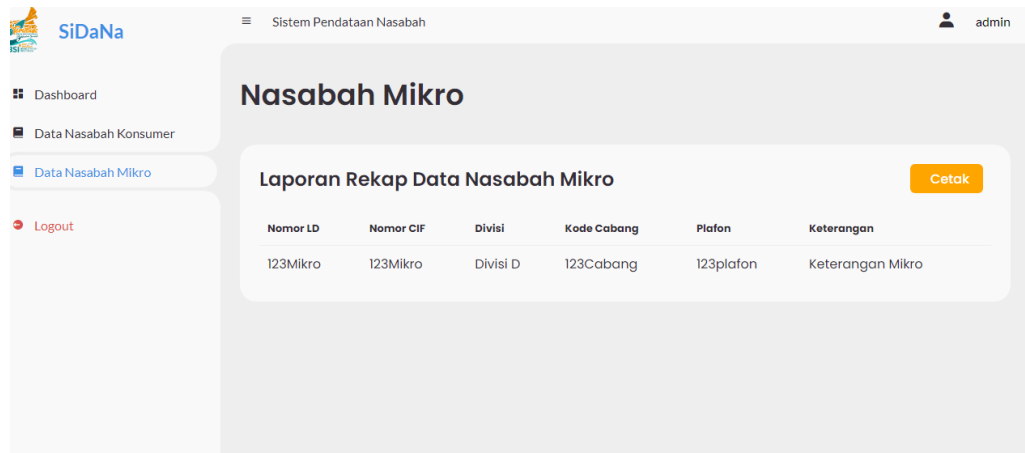 SiDaNa
Sistem Pendataan Nasabah
admin
Dashboard
Data Nasabah Konsumer
Data Nasabah Mikro
Logout
Nasabah Mikro
Laporan Rekap Data Nasabah Mikro
Cetak
Nomor LD Nomor CIF Divisi Kode Cabang Plafon Keterangan
123Mikro 123Mikro Divisi D 123Cabang 123plafon Keterangan Mikro